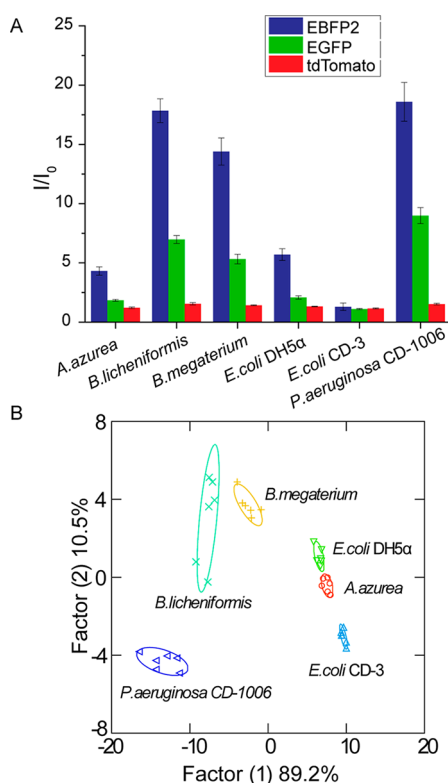 A
EBFP2
EGFP
tdTomato
25
20
15
10
5
0
I/I0
A.azurea
B.licheniformis
B.megaterium
E.coli DH5α
E.coli CD-3
P.aeruginosa CD-1006
B
8
4
0
-4
-8
Factor (2) 10.5%
B.megaterium
E.coli DH5α
A.azurea
B.licheniformis
E.coli CD-3
P.aeruginosa CD-1006
-20 -10 0 10 20
Factor (1) 89.2%